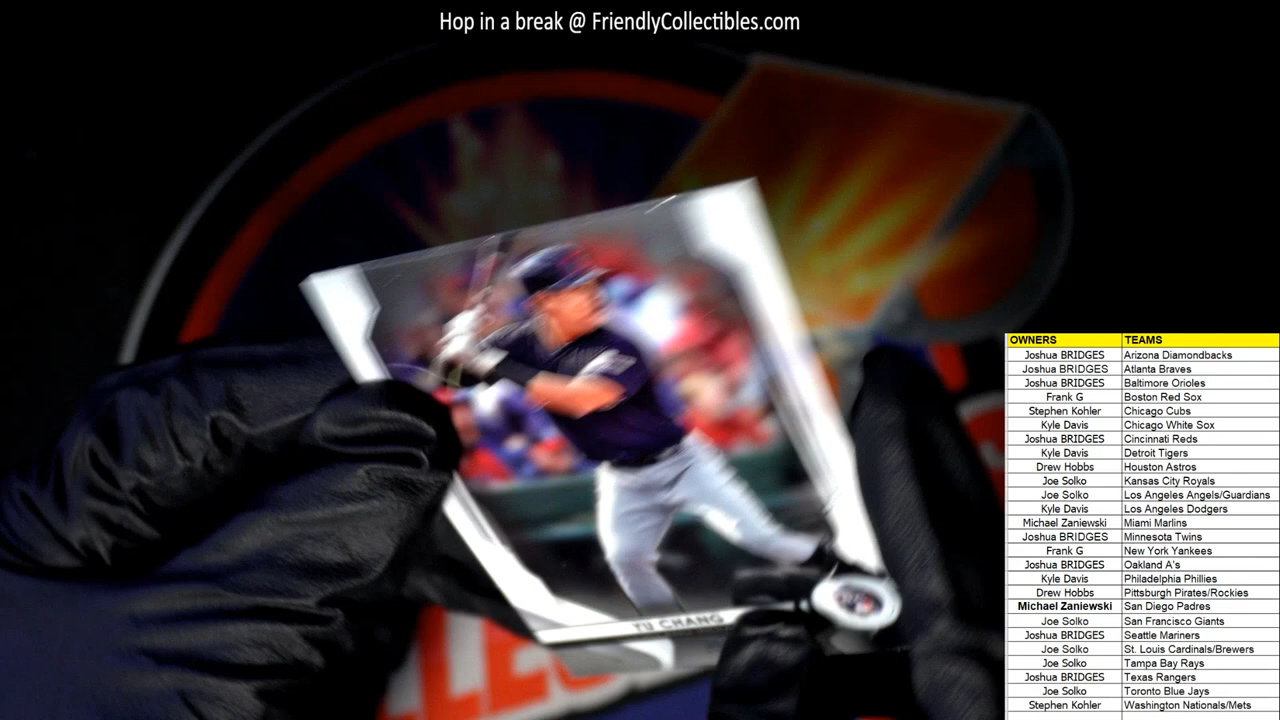 Hop in a break @ FriendlyCollectibles.com
YU CHANG
OWNERS TEAMS
Joshua BRIDGES Arizona Diamondbacks
Joshua BRIDGES Atlanta Braves
Joshua BRIDGES Baltimore Orioles
Frank G Boston Red Sox
Stephen Kohler Chicago Cubs
Kyle Davis Chicago White Sox
Joshua BRIDGES Cincinnati Reds
Kyle Davis Detroit Tigers
Drew Hobbs Houston Astros
Joe Solko Kansas City Royals
Joe Solko Los Angeles Angels/Guardians
Kyle Davis Los Angeles Dodgers
Michael Zaniewski Miami Marlins
Joshua BRIDGES Minnesota Twins
Frank G New York Yankees
Joshua BRIDGES Oakland A's
Kyle Davis Philadelphia Phillies
Drew Hobbs Pittsburgh Pirates/Rockies
Michael Zaniewski San Diego Padres
Joe Solko San Francisco Giants
Joshua BRIDGES Seattle Mariners
Joe Solko St. Louis Cardinals/Brewers
Joe Solko Tampa Bay Rays
Joshua BRIDGES Texas Rangers
Joe Solko Toronto Blue Jays
Stephen Kohler Washington Nationals/Mets